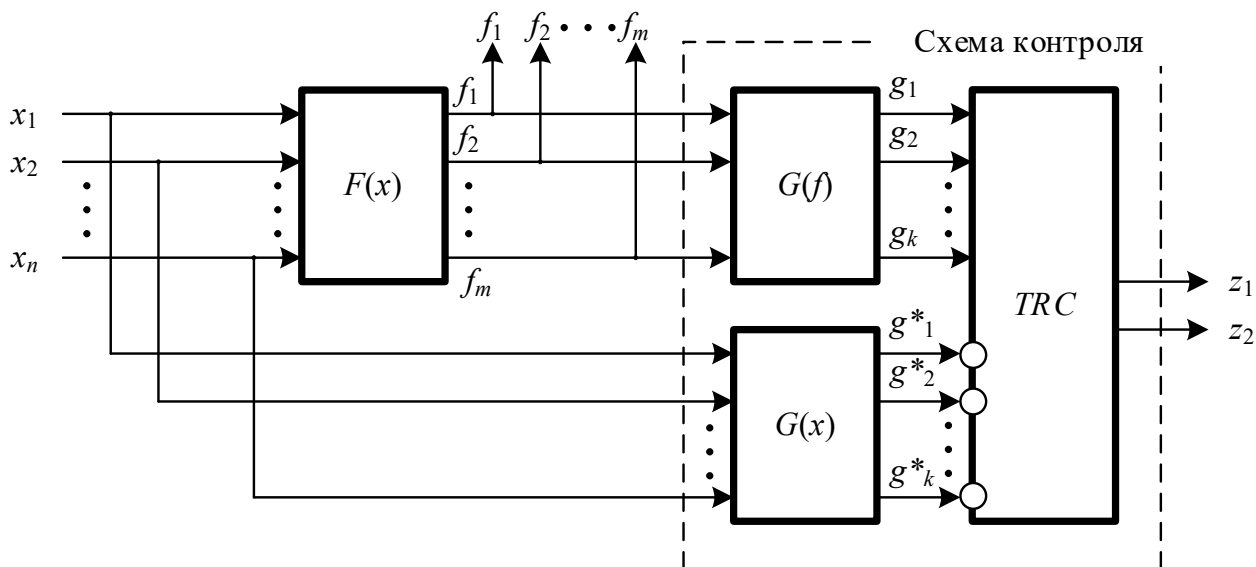 f1 f2 fm
Схема контроля
x1
x2
xn
F(x)
f1
f2
fm
G(f)
g1
g2
gk
G(x)
g*1
g*2
g*k
TRC
z1
z2